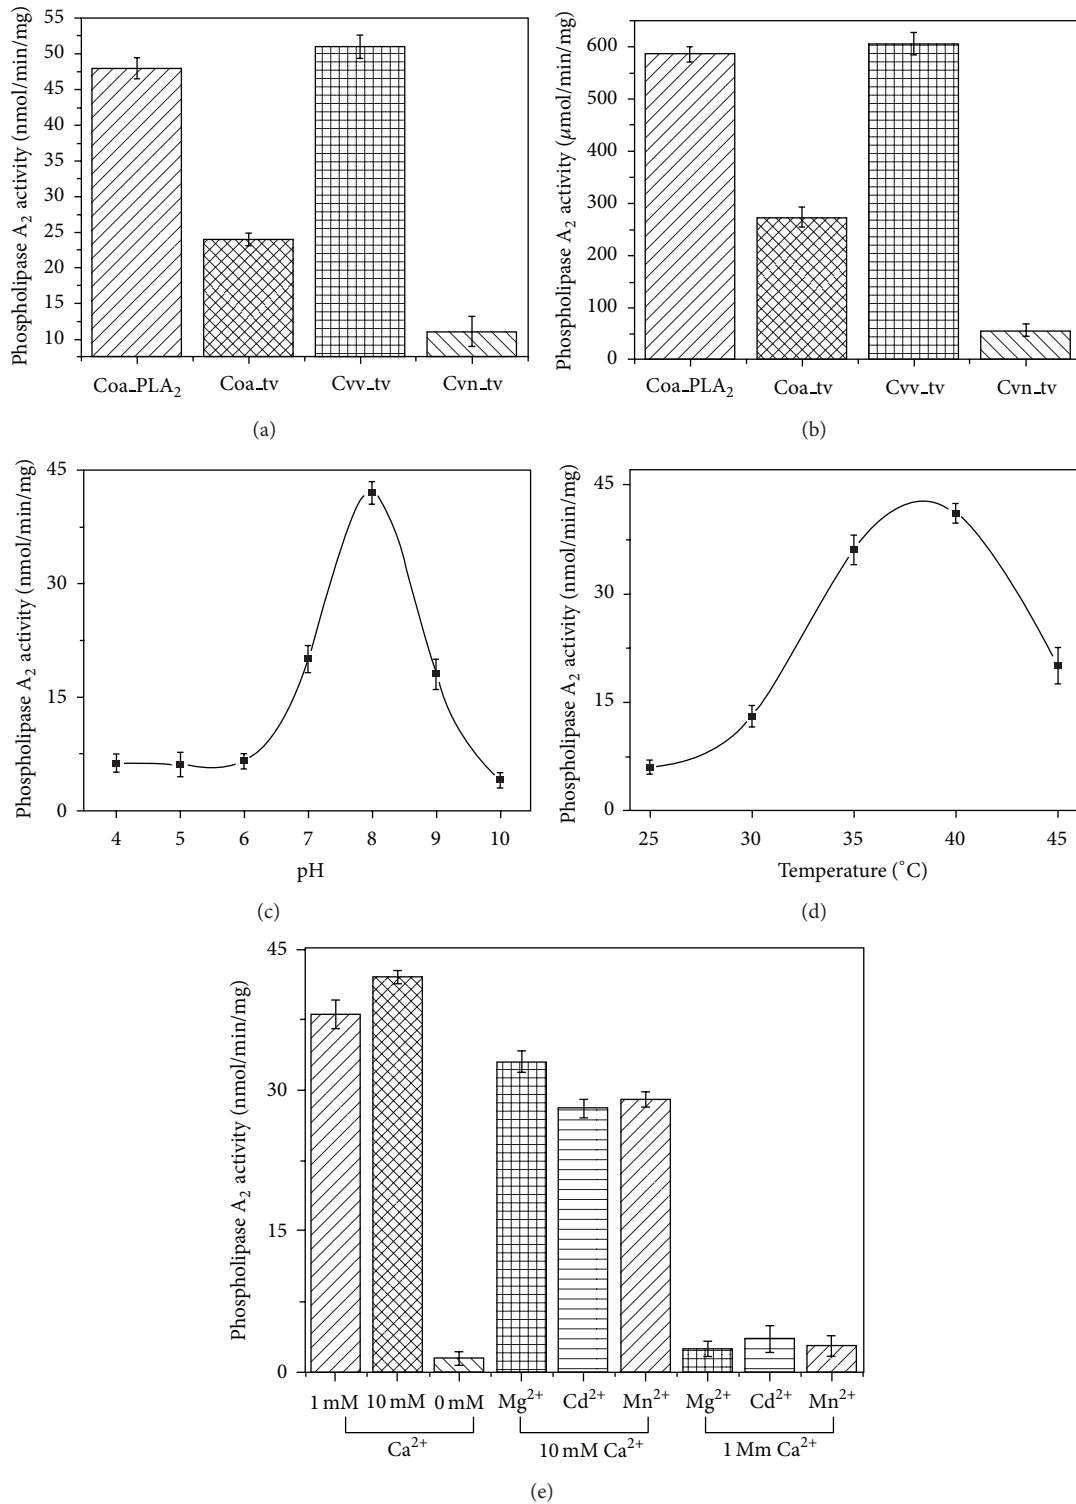 Phospholipase A₂ activity (nmol/min/mg)
55
50
45
40
35
30
25
20
15
10
Coa_PLA₂ Coa_tv Cvv_tv Cvn_tv
(a)
Phospholipase A₂ activity (μmol/min/mg)
600
500
400
300
200
100
0
Coa_PLA₂ Coa_tv Cvv_tv Cvn_tv
(b)
Phospholipase A₂ activity (nmol/min/mg)
45
30
15
0
4 5 6 7 8 9 10
pH
(c)
Phospholipase A₂ activity (nmol/min/mg)
45
30
15
0
25 30 35 40 45
Temperature (°C)
(d)
Phospholipase A₂ activity (nmol/min/mg)
45
30
15
0
1 mM 10 mM 0 mM Mg²⁺ Cd²⁺ Mn²⁺ Mg²⁺ Cd²⁺ Mn²⁺
Ca²⁺ 10 mM Ca²⁺ 1 Mm Ca²⁺
(e)